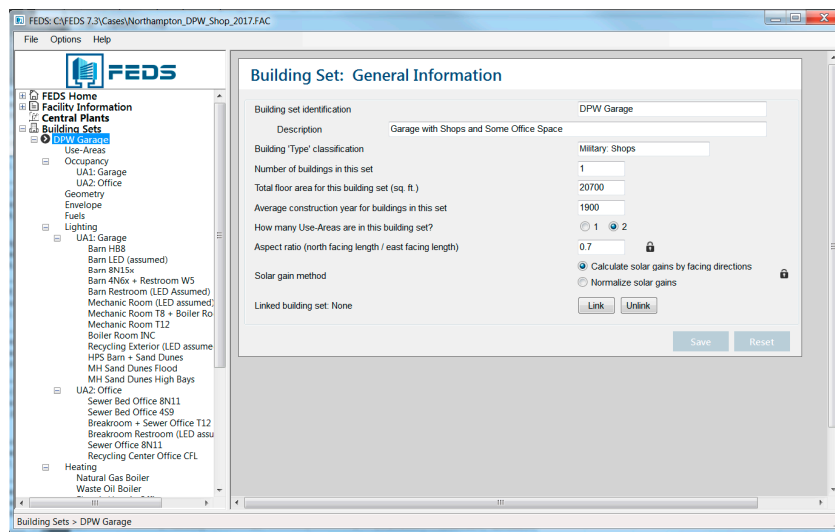 FEDS: C:\FEDS 7.3\Cases\Northampton_DPW_Shop_2017.FAC
File Options Help
FEDS
FEDS Home
Facility Information
Central Plants
Building Sets
DPW Garage
Use-Areas
Occupancy
UA1: Garage
UA2: Office
Geometry
Envelope
Fuels
Lighting
UA1: Garage
Barn HB8
Barn LED (assumed)
Barn 8N15x
Barn 4N6x + Restroom W5
Barn Restroom (LED Assumed)
Mechanic Room (LED assumed)
Mechanic Room T8 + Boiler Ro
Mechanic Room T12
Boiler Room INC
Recycling Exterior (LED assume
HPS Barn + Sand Dunes
MH Sand Dunes Flood
MH Sand Dunes High Bays
UA2: Office
Sewer Bed Office 8N11
Sewer Bed Office 4S9
Breakroom + Sewer Office T12
Breakroom Restroom (LED assu
Sewer Office 8N11
Recycling Center Office CFL
Heating
Natural Gas Boiler
Waste Oil Boiler
Building Set: General Information
Building set identification DPW Garage
Description Garage with Shops and Some Office Space
Building 'Type' classification Military: Shops
Number of buildings in this set 1
Total floor area for this building set (sq. ft.) 20700
Average construction year for buildings in this set 1900
How many Use-Areas are in this building set? 1 2
Aspect ratio (north facing length / east facing length) 0.7
Solar gain method Calculate solar gains by facing directions
Normalize solar gains
Linked building set: None Link Unlink
Save Reset
Building Sets > DPW Garage